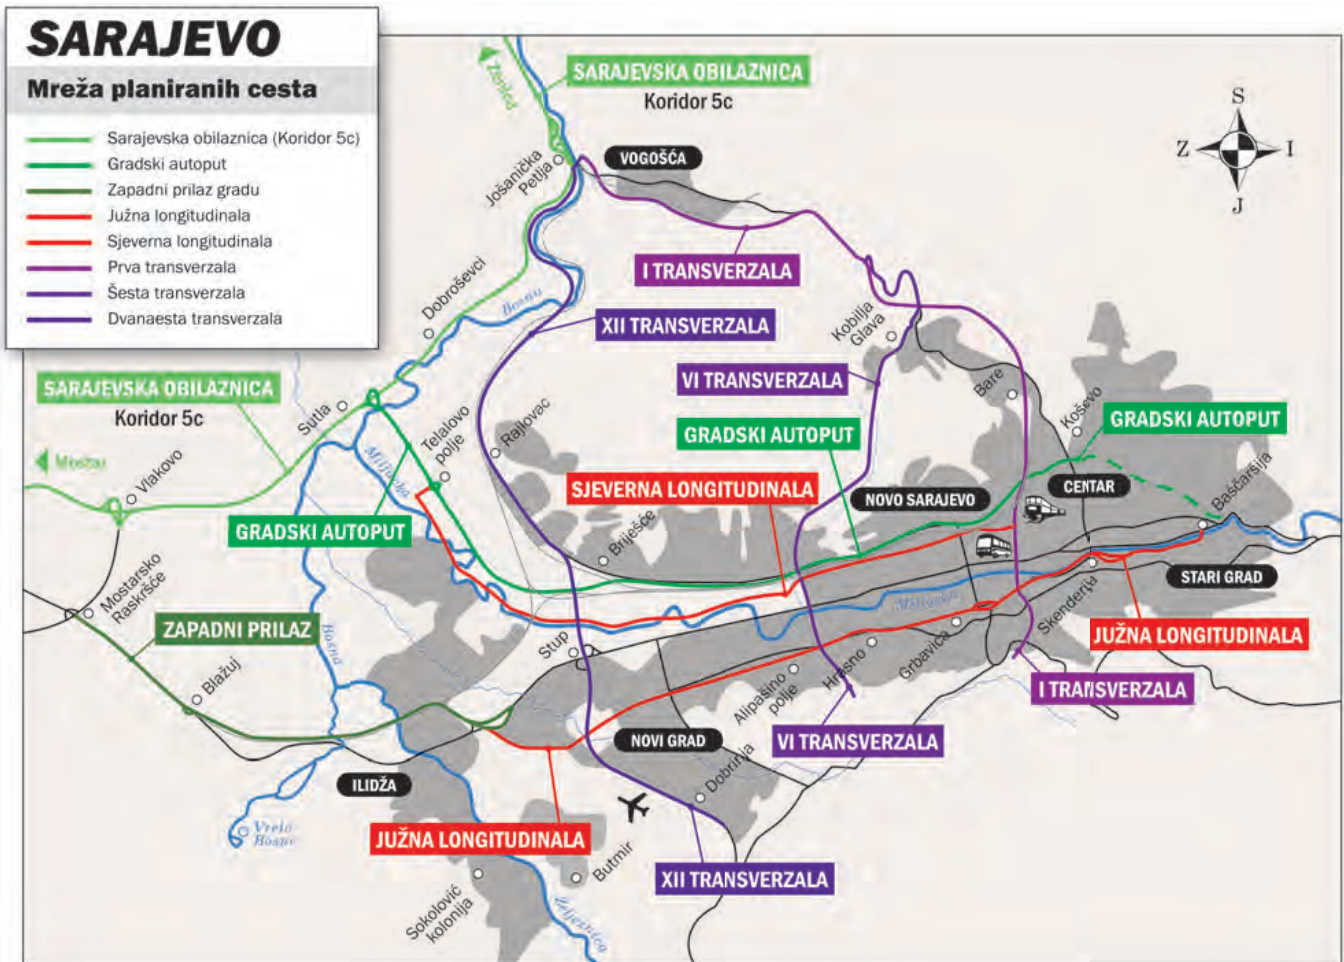 SARAJEVO
Mreža planiranih cesta
Sarajevska obilaznica (Koridor 5c)
Gradski autoput
Zapadni prilaz gradu
Južna longitudinala
Sjeverna longitudinala
Prva transverzala
Šesta transverzala
Dvanaesta transverzala
Zenica
SARAJEVSKA OBILAZNICA
Koridor 5c
S
Z
I
J
Jošanička
Petlja
VOGOŠĆA
I TRANSVERZALA
Dobroševci
Bosna
XII TRANSVERZALA
Kobilja
Glava
VI TRANSVERZALA
SARAJEVSKA OBILAZNICA
Koridor 5c
Sutla
Telalovo
polje
Rajlovac
Bare
Koševo
GRADSKI AUTOPUT
GRADSKI AUTOPUT
Mostar
Vlakovo
Miljacka
SJEVERNA LONGITUDINALA
NOVO SARAJEVO
CENTAR
Baščaršija
GRADSKI AUTOPUT
Briješće
Mostarsko
Raskršće
STARI GRAD
Miljacka
Skenderija
ZAPADNI PRILAZ
Bosna
Stup
Grbavica
JUŽNA LONGITUDINALA
Blažuj
Hrasno
Alipašino
polje
I TRANSVERZALA
NOVI GRAD
VI TRANSVERZALA
ILIDŽA
Dobrinja
Vrelo
Bosne
JUŽNA LONGITUDINALA
Butmir
XII TRANSVERZALA
Sokolović
kolonija
Željeznica